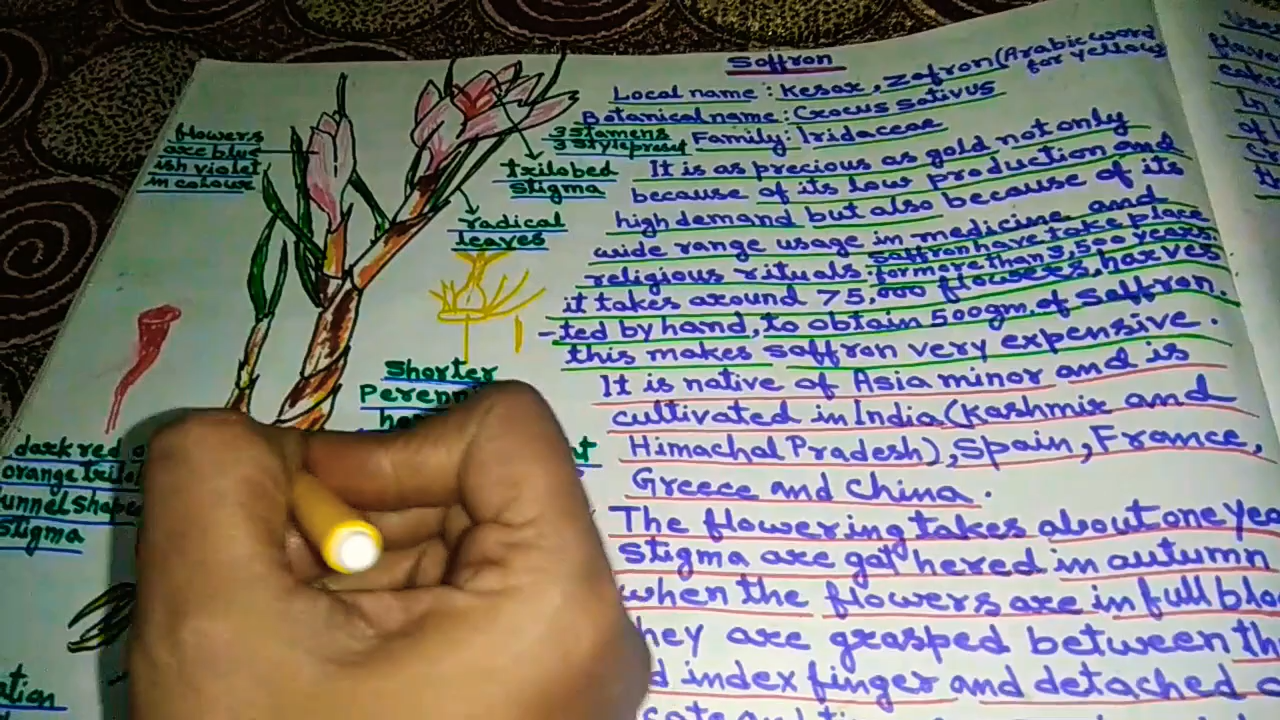 Saffron
Local name : Kesar, Zafron (Arabic word
for yellow)
Botanical name : Crocus Sativus
Family: Iridaceae
It is as precious as gold not only
because of its low production and
high demand but also because of its
wide range usage in medicine and
religious rituals. saffron have take place
for more than 3,500 years
it takes around 75,000 flowers, harves
-ted by hand, to obtain 500gm. of Saffron.
this makes saffron very expensive.
It is native of Asia minor and is
cultivated in India (Kashmir and
Himachal Pradesh), Spain, France,
Greece and China.
The flowering takes about one yea
Stigma are gathered in autumn
when the flowers are in full blo
hey are grasped between th
d index finger and detached
flowers
are blue
ish violet
in colour
3 Stamens
3 Style present
trilobed
stigma
radical
leaves
Shorter
Perenn
he
dark red o
orange trilo
funnel shape
Stigma
ation